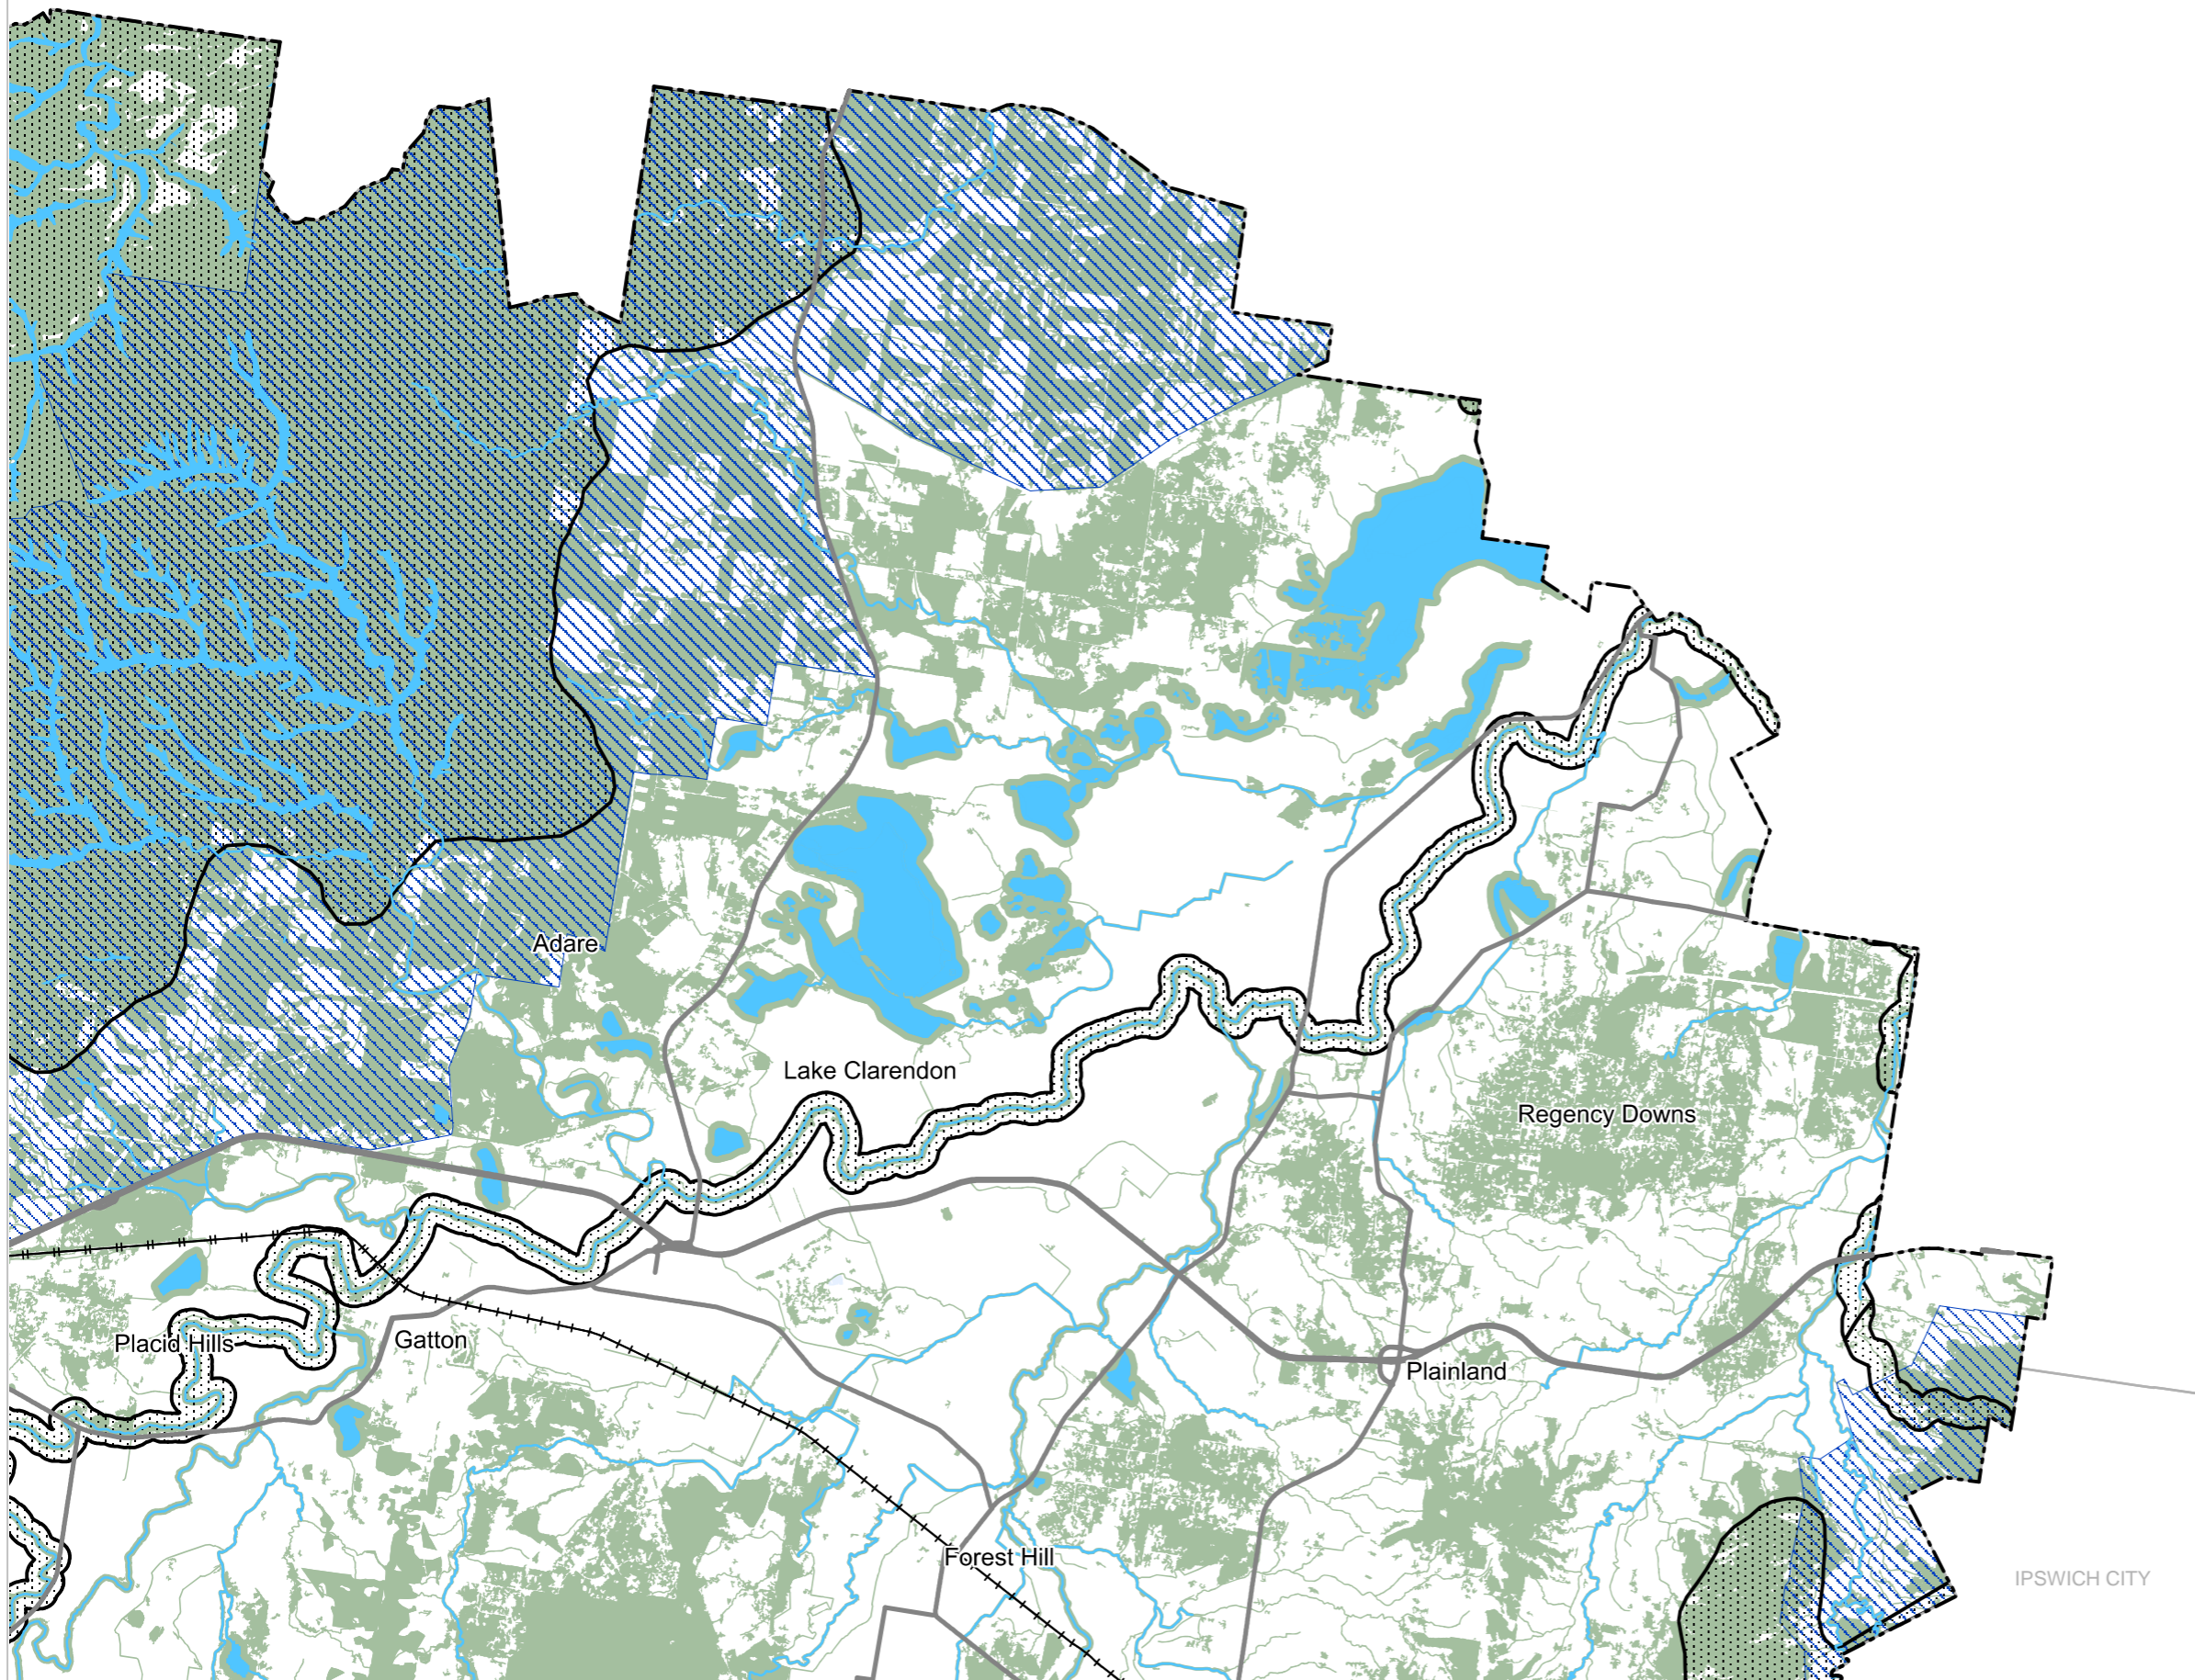 Adare
Lake Clarendon
Regency Downs
Placid Hills
Gatton
Plainland
Forest Hill
IPSWICH CITY